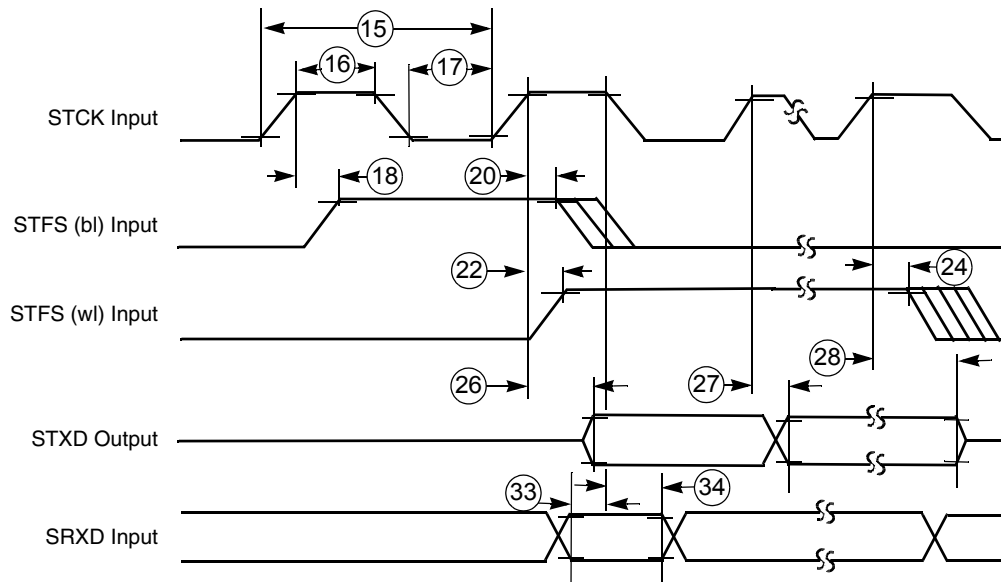 15
16
17
STCK Input
18
20
STFS (bl) Input
22
24
STFS (wl) Input
26
27
28
STXD Output
33
34
SRXD Input